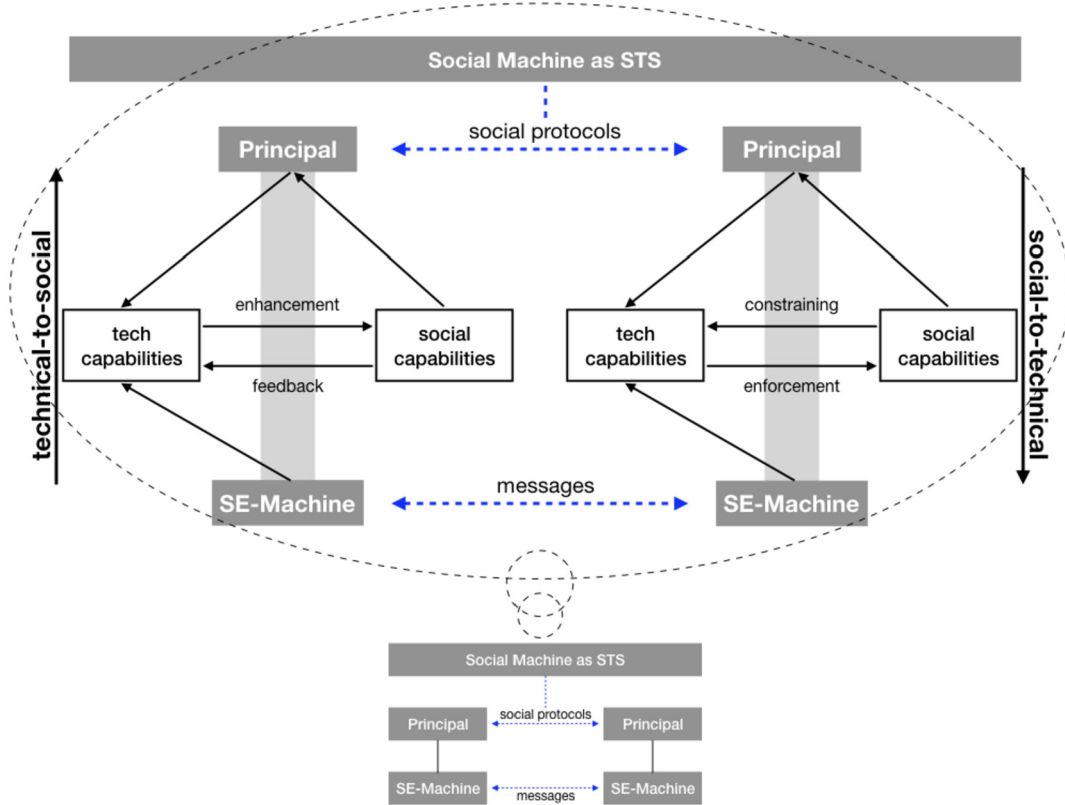 Social Machine as STS
social protocols
Principal
Principal
technical-to-social
social-to-technical
enhancement
constraining
tech
capabilities
social
capabilities
tech
capabilities
social
capabilities
feedback
enforcement
messages
SE-Machine
SE-Machine
Social Machine as STS
social protocols
Principal
Principal
SE-Machine
messages
SE-Machine